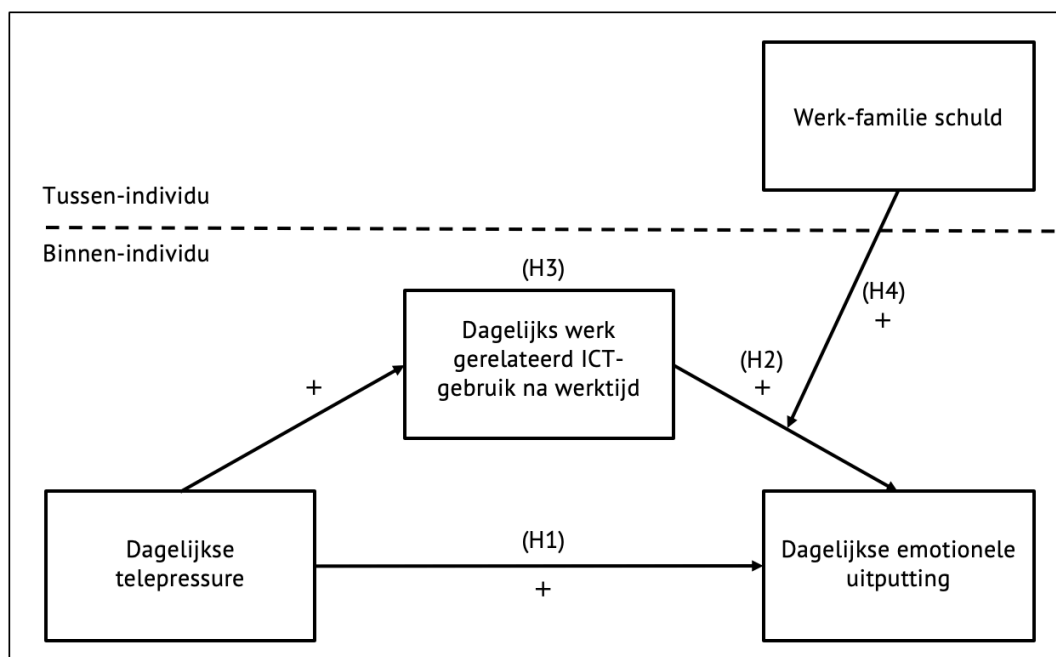 Werk-familie schuld
Tussen-individu
Binnen-individu
(H3)
(H4)
+
Dagelijks werk
gerelateerd ICT-
gebruik na werktijd
(H2)
+
+
Dagelijkse
telepressure
(H1)
+
Dagelijkse emotionele
uitputting